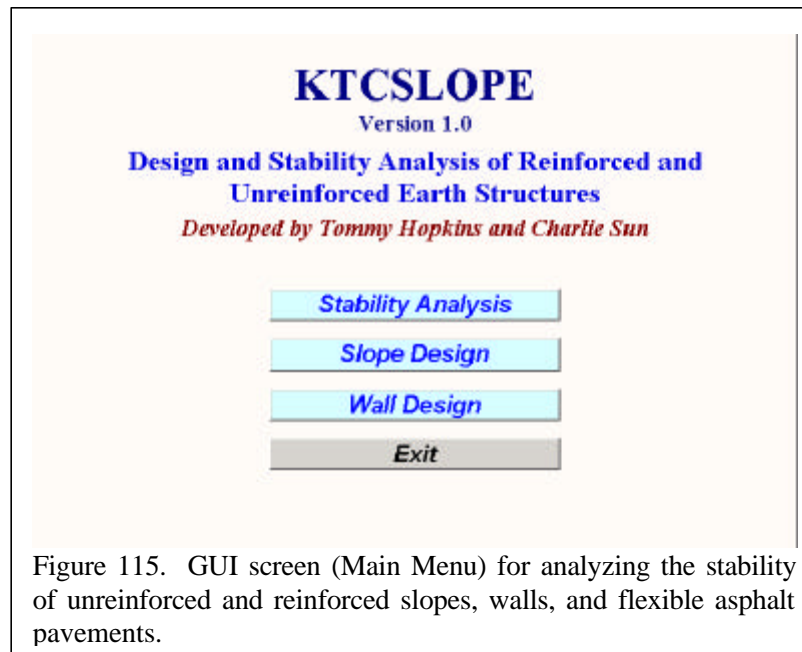 KTCSLOPE
Version 1.0
Design and Stability Analysis of Reinforced and
Unreinforced Earth Structures
Developed by Tommy Hopkins and Charlie Sun
Stability Analysis
Slope Design
Wall Design
Exit
Figure 115. GUI screen (Main Menu) for analyzing the stability
of unreinforced and reinforced slopes, walls, and flexible asphalt
pavements.